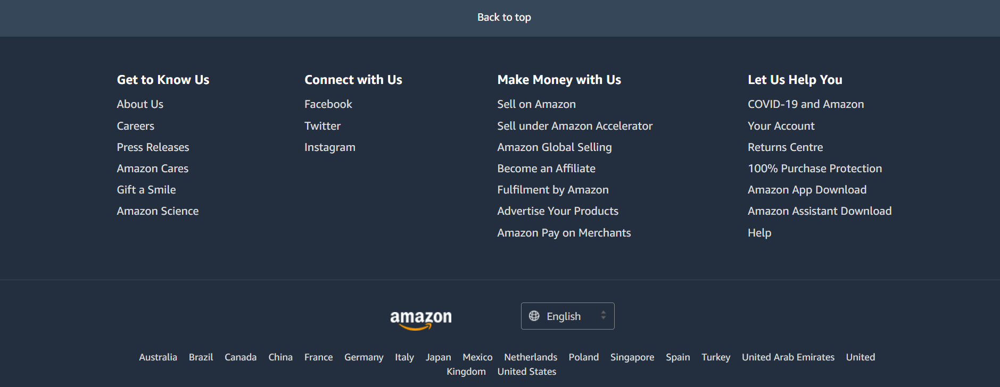 Back to top
Get to Know Us
About Us
Careers
Press Releases
Amazon Cares
Gift a Smile
Amazon Science
Connect with Us
Facebook
Twitter
Instagram
Make Money with Us
Sell on Amazon
Sell under Amazon Accelerator
Amazon Global Selling
Become an Affiliate
Fulfilment by Amazon
Advertise Your Products
Amazon Pay on Merchants
Let Us Help You
COVID-19 and Amazon
Your Account
Returns Centre
100% Purchase Protection
Amazon App Download
Amazon Assistant Download
Help
amazon
English
Australia Brazil Canada China France Germany Italy Japan Mexico Netherlands Poland Singapore Spain Turkey United Arab Emirates United
Kingdom United States